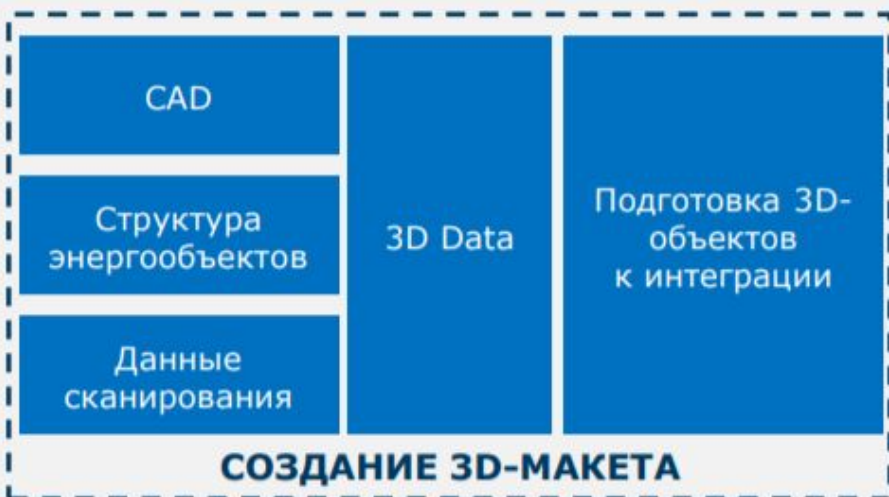 CAD
Структура
энергообъектов
Данные
сканирования
3D Data
Подготовка 3D-
объектов
к интеграции
СОЗДАНИЕ 3D-МАКЕТА